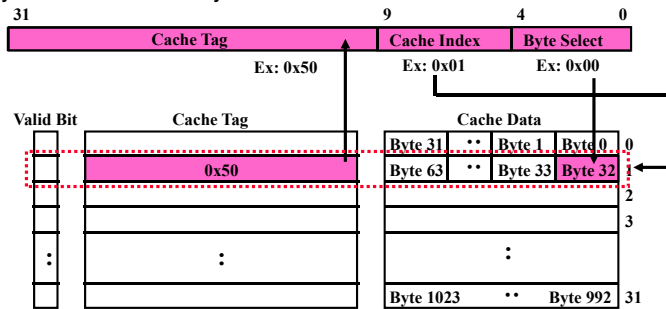 31 9 4 0
Cache Tag Cache Index Byte Select
Ex: 0x50 Ex: 0x01 Ex: 0x00
Valid Bit Cache Tag Cache Data
Byte 31 ·· Byte 1 Byte 0 0
0x50 Byte 63 ·· Byte 33 Byte 32 1
2
3
: : :
Byte 1023 ·· Byte 992 31